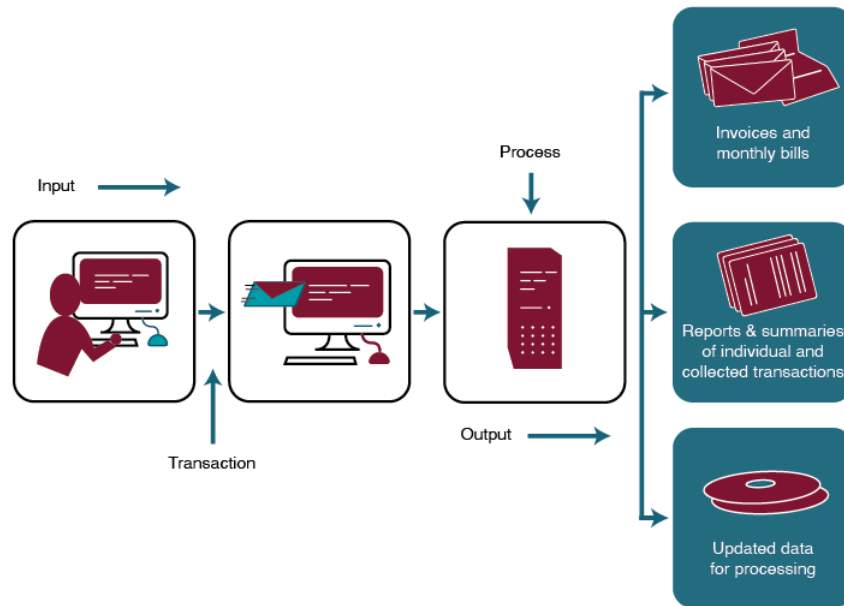 Input
Transaction
Process
Output
Invoices and
monthly bills
Reports & summaries
of individual and
collected transactions
Updated data
for processing